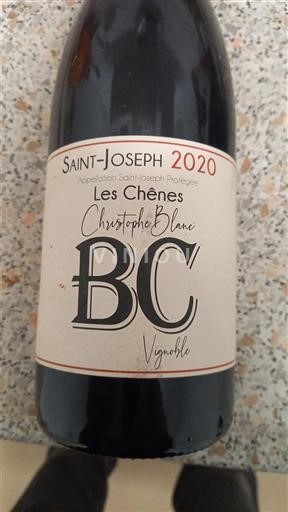 SAINT-JOSEPH 2020
Appellation Saint-Joseph Protégée
Les Chênes
Christophe Blanc
BC
Vignoble